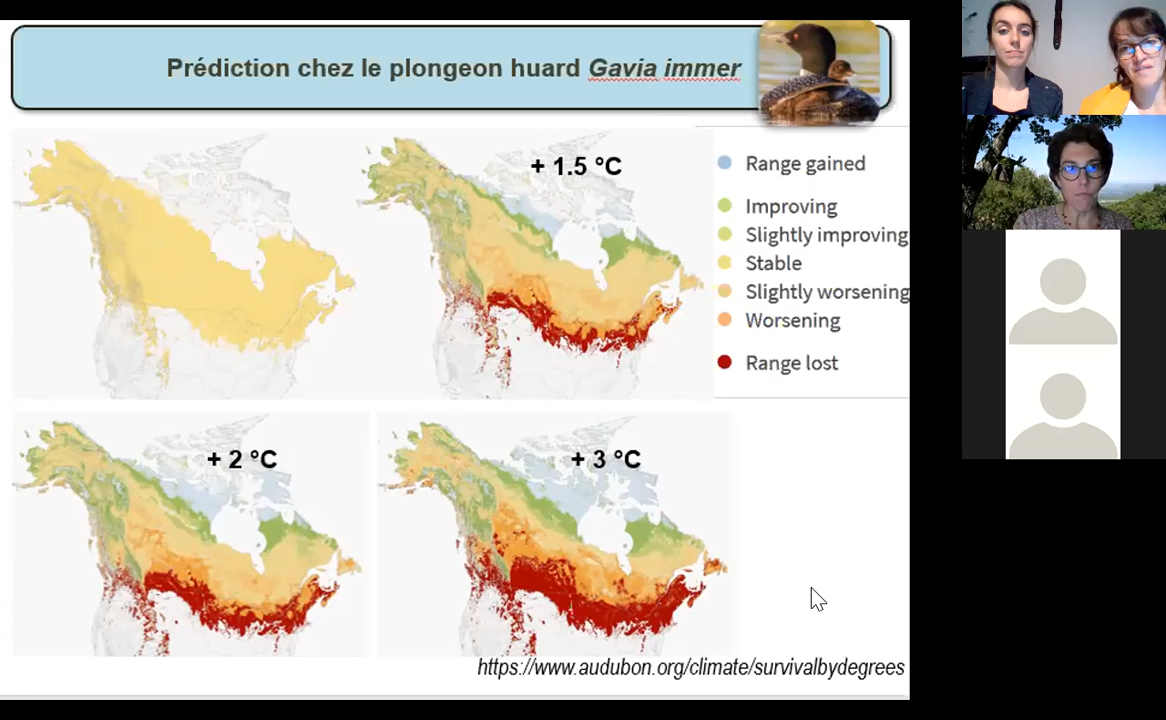 Prédiction chez le plongeon huard Gavia immer
+ 1.5 °C
Range gained
Improving
Slightly improving
Stable
Slightly worsening
Worsening
Range lost
+ 2 °C
+ 3 °C
https://www.audubon.org/climate/survivalbydegrees